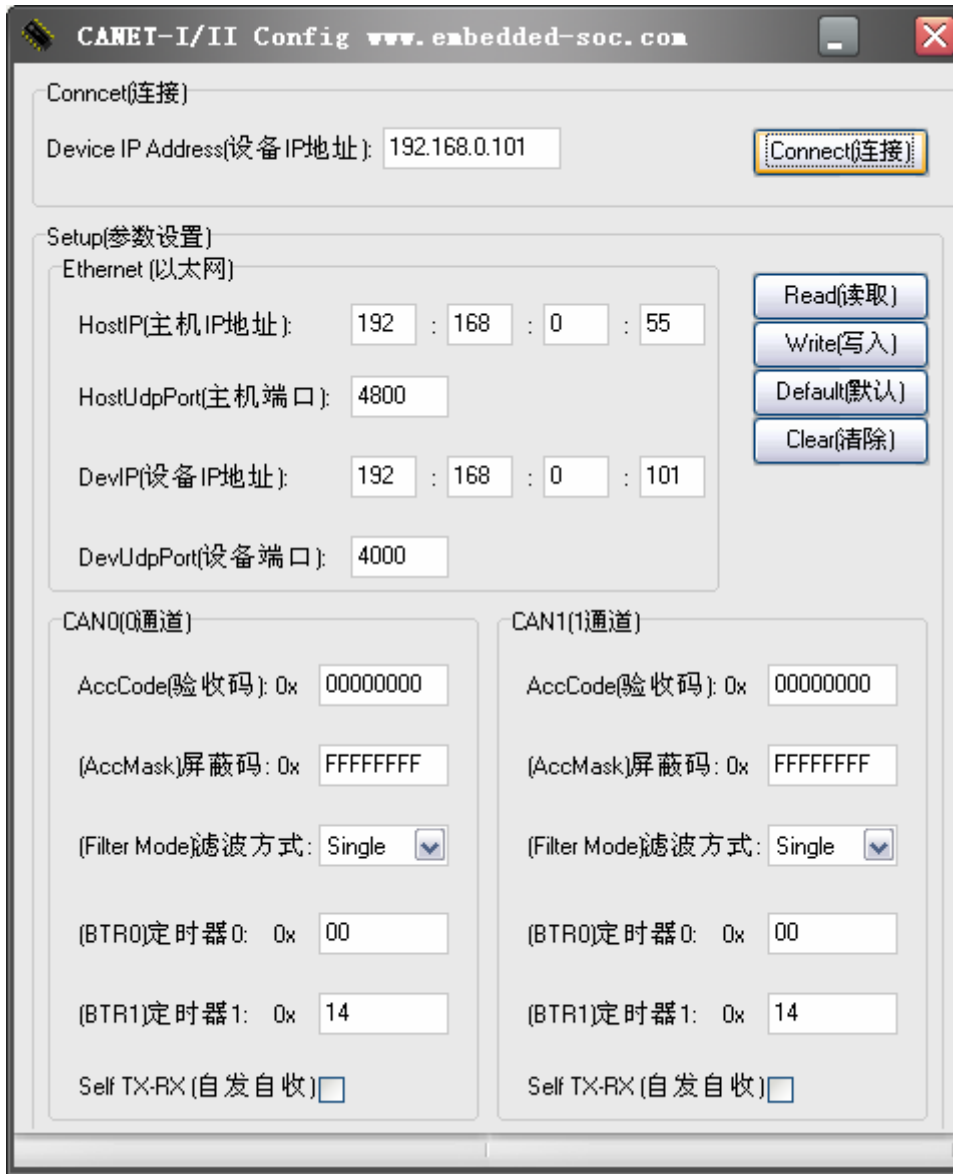 CANET-I/II Config www.embedded-soc.com
Conncet(连接)
Device IP Address(设备IP地址): 192.168.0.101 Connect(连接)
Setup(参数设置)
Ethernet (以太网)
HostIP(主机IP地址): 192 : 168 : 0 : 55
Read(读取)
Write(写入)
HostUdpPort(主机端口): 4800
Default(默认)
Clear(清除)
DevIP(设备IP地址): 192 : 168 : 0 : 101
DevUdpPort(设备端口): 4000
CAN0(0通道)
AccCode(验收码): 0x 00000000
(AccMask)屏蔽码: 0x FFFFFFFF
(Filter Mode)滤波方式: Single
(BTR0)定时器0: 0x 00
(BTR1)定时器1: 0x 14
Self TX-RX (自发自收)
CAN1(1通道)
AccCode(验收码): 0x 00000000
(AccMask)屏蔽码: 0x FFFFFFFF
(Filter Mode)滤波方式: Single
(BTR0)定时器0: 0x 00
(BTR1)定时器1: 0x 14
Self TX-RX (自发自收)